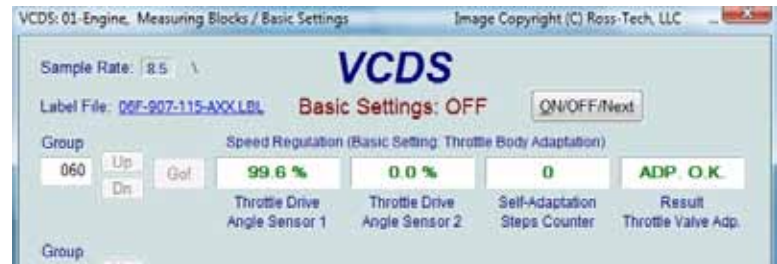 VCDS: 01-Engine, Measuring Blocks / Basic Settings Image Copyright (C) Ross-Tech, LLC
Sample Rate: 8.5 \
VCDS
Label File: 06F-907-115-AXX.LBL Basic Settings: OFF ON/OFF/Next
Group Speed Regulation (Basic Setting: Throttle Body Adaptation)
060 Up Dn Go! 99.6 % 0.0 % 0 ADP. O.K.
Throttle Drive Throttle Drive Self-Adaptation Result
Angle Sensor 1 Angle Sensor 2 Steps Counter Throttle Valve Adp.
Group